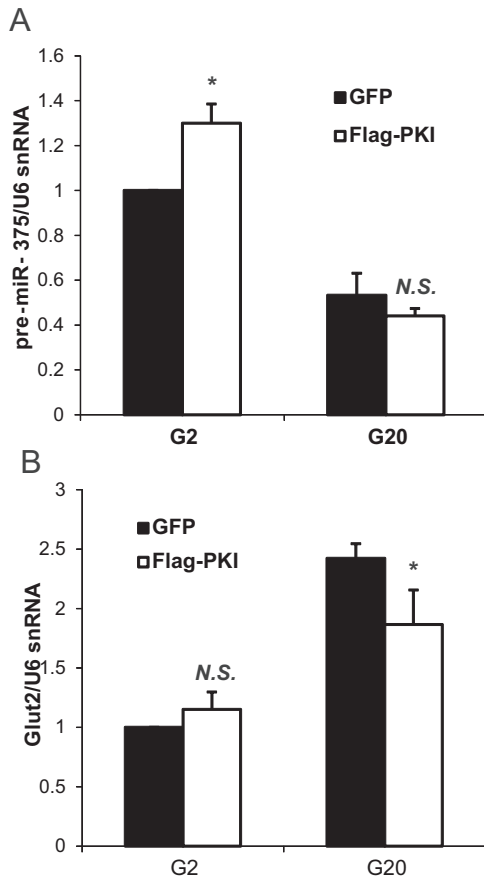 A
pre-miR- 375/U6 snRNA
1.6
1.4
1.2
1
0.8
0.6
0.4
0.2
0
*
GFP
Flag-PKI
N.S.
G2
G20
B
Glut2/U6 snRNA
3
2.5
2
1.5
1
0.5
0
GFP
Flag-PKI
N.S.
*
G2
G20